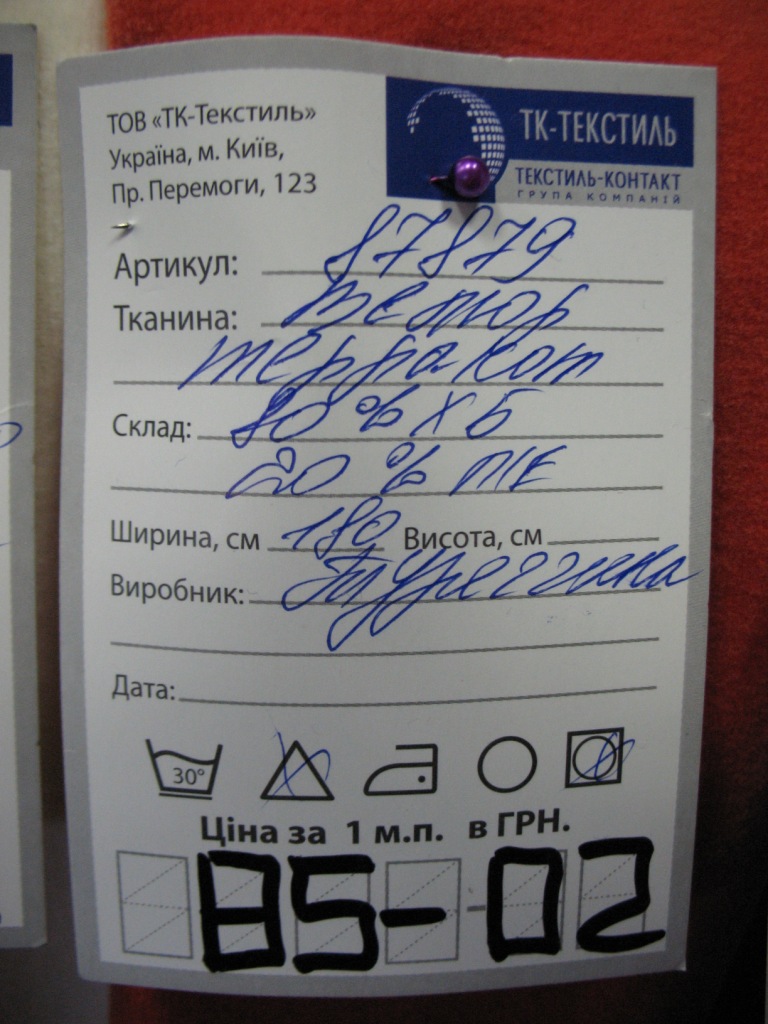 ТОВ «ТК-Текстиль»
Україна, м. Київ,
Пр. Перемоги, 123
ТК-ТЕКСТИЛЬ
ТЕКСТИЛЬ-КОНТАКТ
ГРУПА КОМПАНІЙ
Артикул: 87879
Тканина: Велюр
терракот
Склад: 80 % ХБ
20 % ПЕ
Ширина, см 180 Висота, см
Виробник: Туреччина
Дата:
30°
Ціна за 1 м.п. в ГРН.
85-02